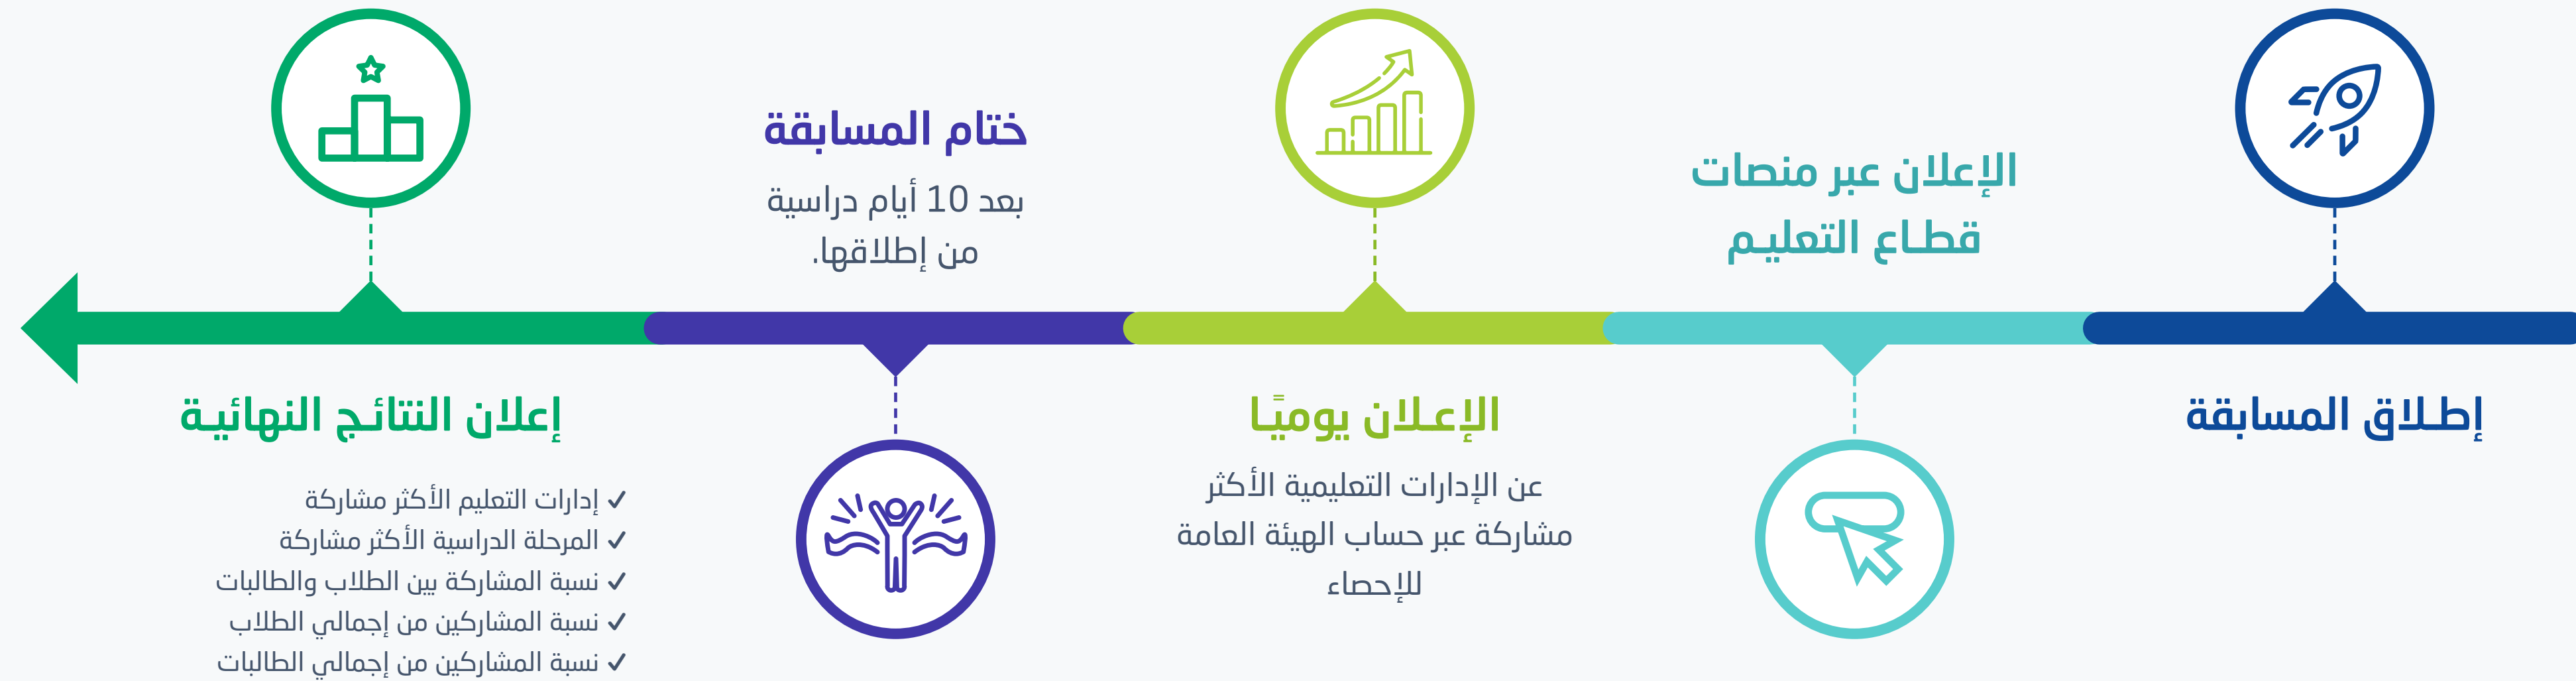 إطلاق المسابقة
الإعلان عبر منصات
قطاع التعليم
الإعلان يوميًا
عن الإدارات التعليمية الأكثر
مشاركة عبر حساب الهيئة العامة
للإحصاء
ختام المسابقة
بعد 10 أيام دراسية
من إطلاقها.
إعلان النتائج النهائية
✓ إدارات التعليم الأكثر مشاركة
✓ المرحلة الدراسية الأكثر مشاركة
✓ نسبة المشاركة بين الطلاب والطالبات
✓ نسبة المشاركين من إجمالي الطلاب
✓ نسبة المشاركين من إجمالي الطالبات